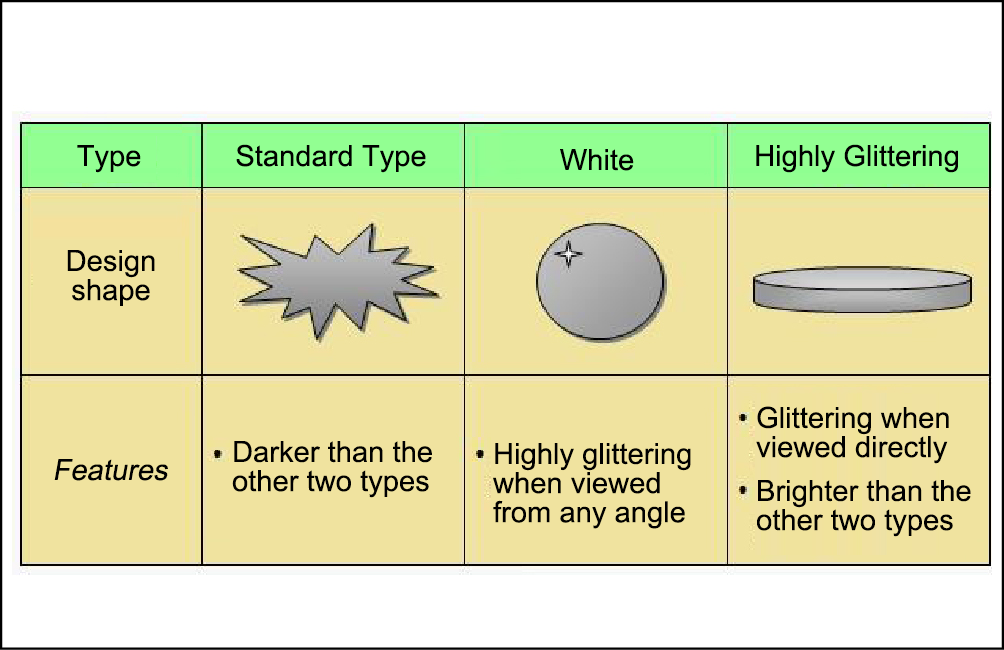 Type
Standard Type
White
Highly Glittering
Design
shape
Features
• Darker than the
other two types
• Highly glittering
when viewed
from any angle
• Glittering when
viewed directly
• Brighter than the
other two types